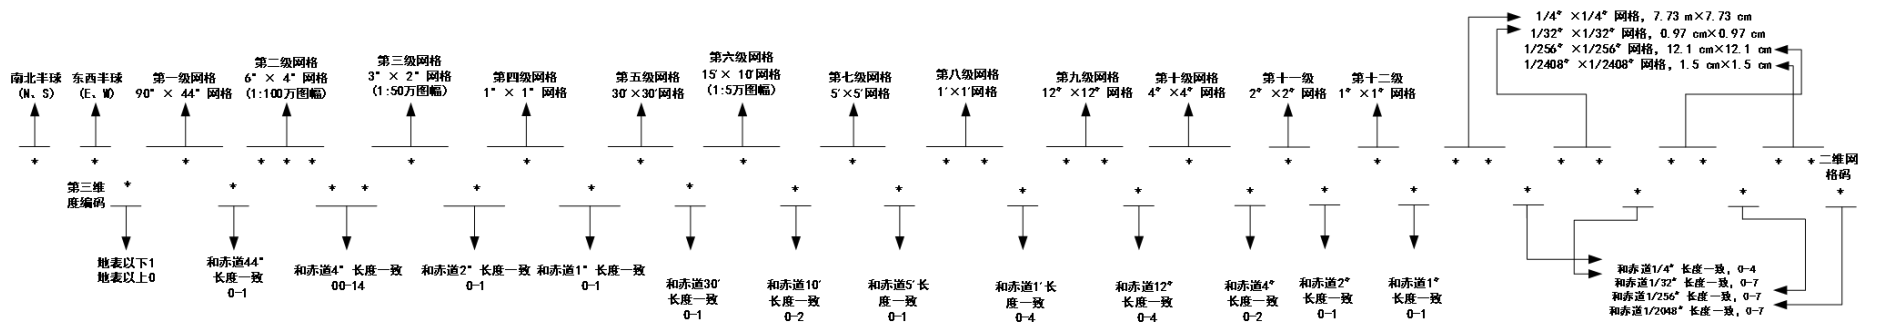 南北半球
(N、S)
东西半球
(E、W)
第一级网格
90° × 44° 网格
第二级网格
6° × 4° 网格
(1:100万图幅)
第三级网格
3° × 2° 网格
(1:50万图幅)
第四级网格
1° × 1° 网格
第五级网格
30′×30′网格
第六级网格
15′× 10′网格
(1:5万图幅)
第七级网格
5′×5′网格
第八级网格
1′×1′网格
第九级网格
12″×12″ 网格
第十级网格
4″×4″ 网格
第十一级
2″ ×2″ 网格
第十二级
1″ ×1″ 网格
1/4″ ×1/4″ 网格, 7.73 m×7.73 cm
1/32″ ×1/32″ 网格, 0.97 cm×0.97 cm
1/256″ ×1/256″ 网格, 12.1 cm×12.1 cm
1/2408″ ×1/2408″ 网格, 1.5 cm×1.5 cm
* * * * * * * * * * * * * * * * * * * * * * * * * * *
二维网
格码
第三维
度编码
* * * * * * * * * * * * * * * * * *
地表以下1
地表以上0
和赤道44°
长度一致
0-1
和赤道4° 长度一致
00-14
和赤道2° 长度一致
0-1
和赤道1° 长度一致
0-1
和赤道30′
长度一致
0-1
和赤道10′
长度一致
0-2
和赤道5′长
度一致
0-1
和赤道1′长
度一致
0-4
和赤道12″
长度一致
0-4
和赤道4″
长度一致
0-2
和赤道2″
长度一致
0-1
和赤道1″
长度一致
0-1
和赤道1/4″ 长度一致, 0-4
和赤道1/32″ 长度一致, 0-7
和赤道1/256″ 长度一致, 0-7
和赤道1/2048″ 长度一致, 0-7